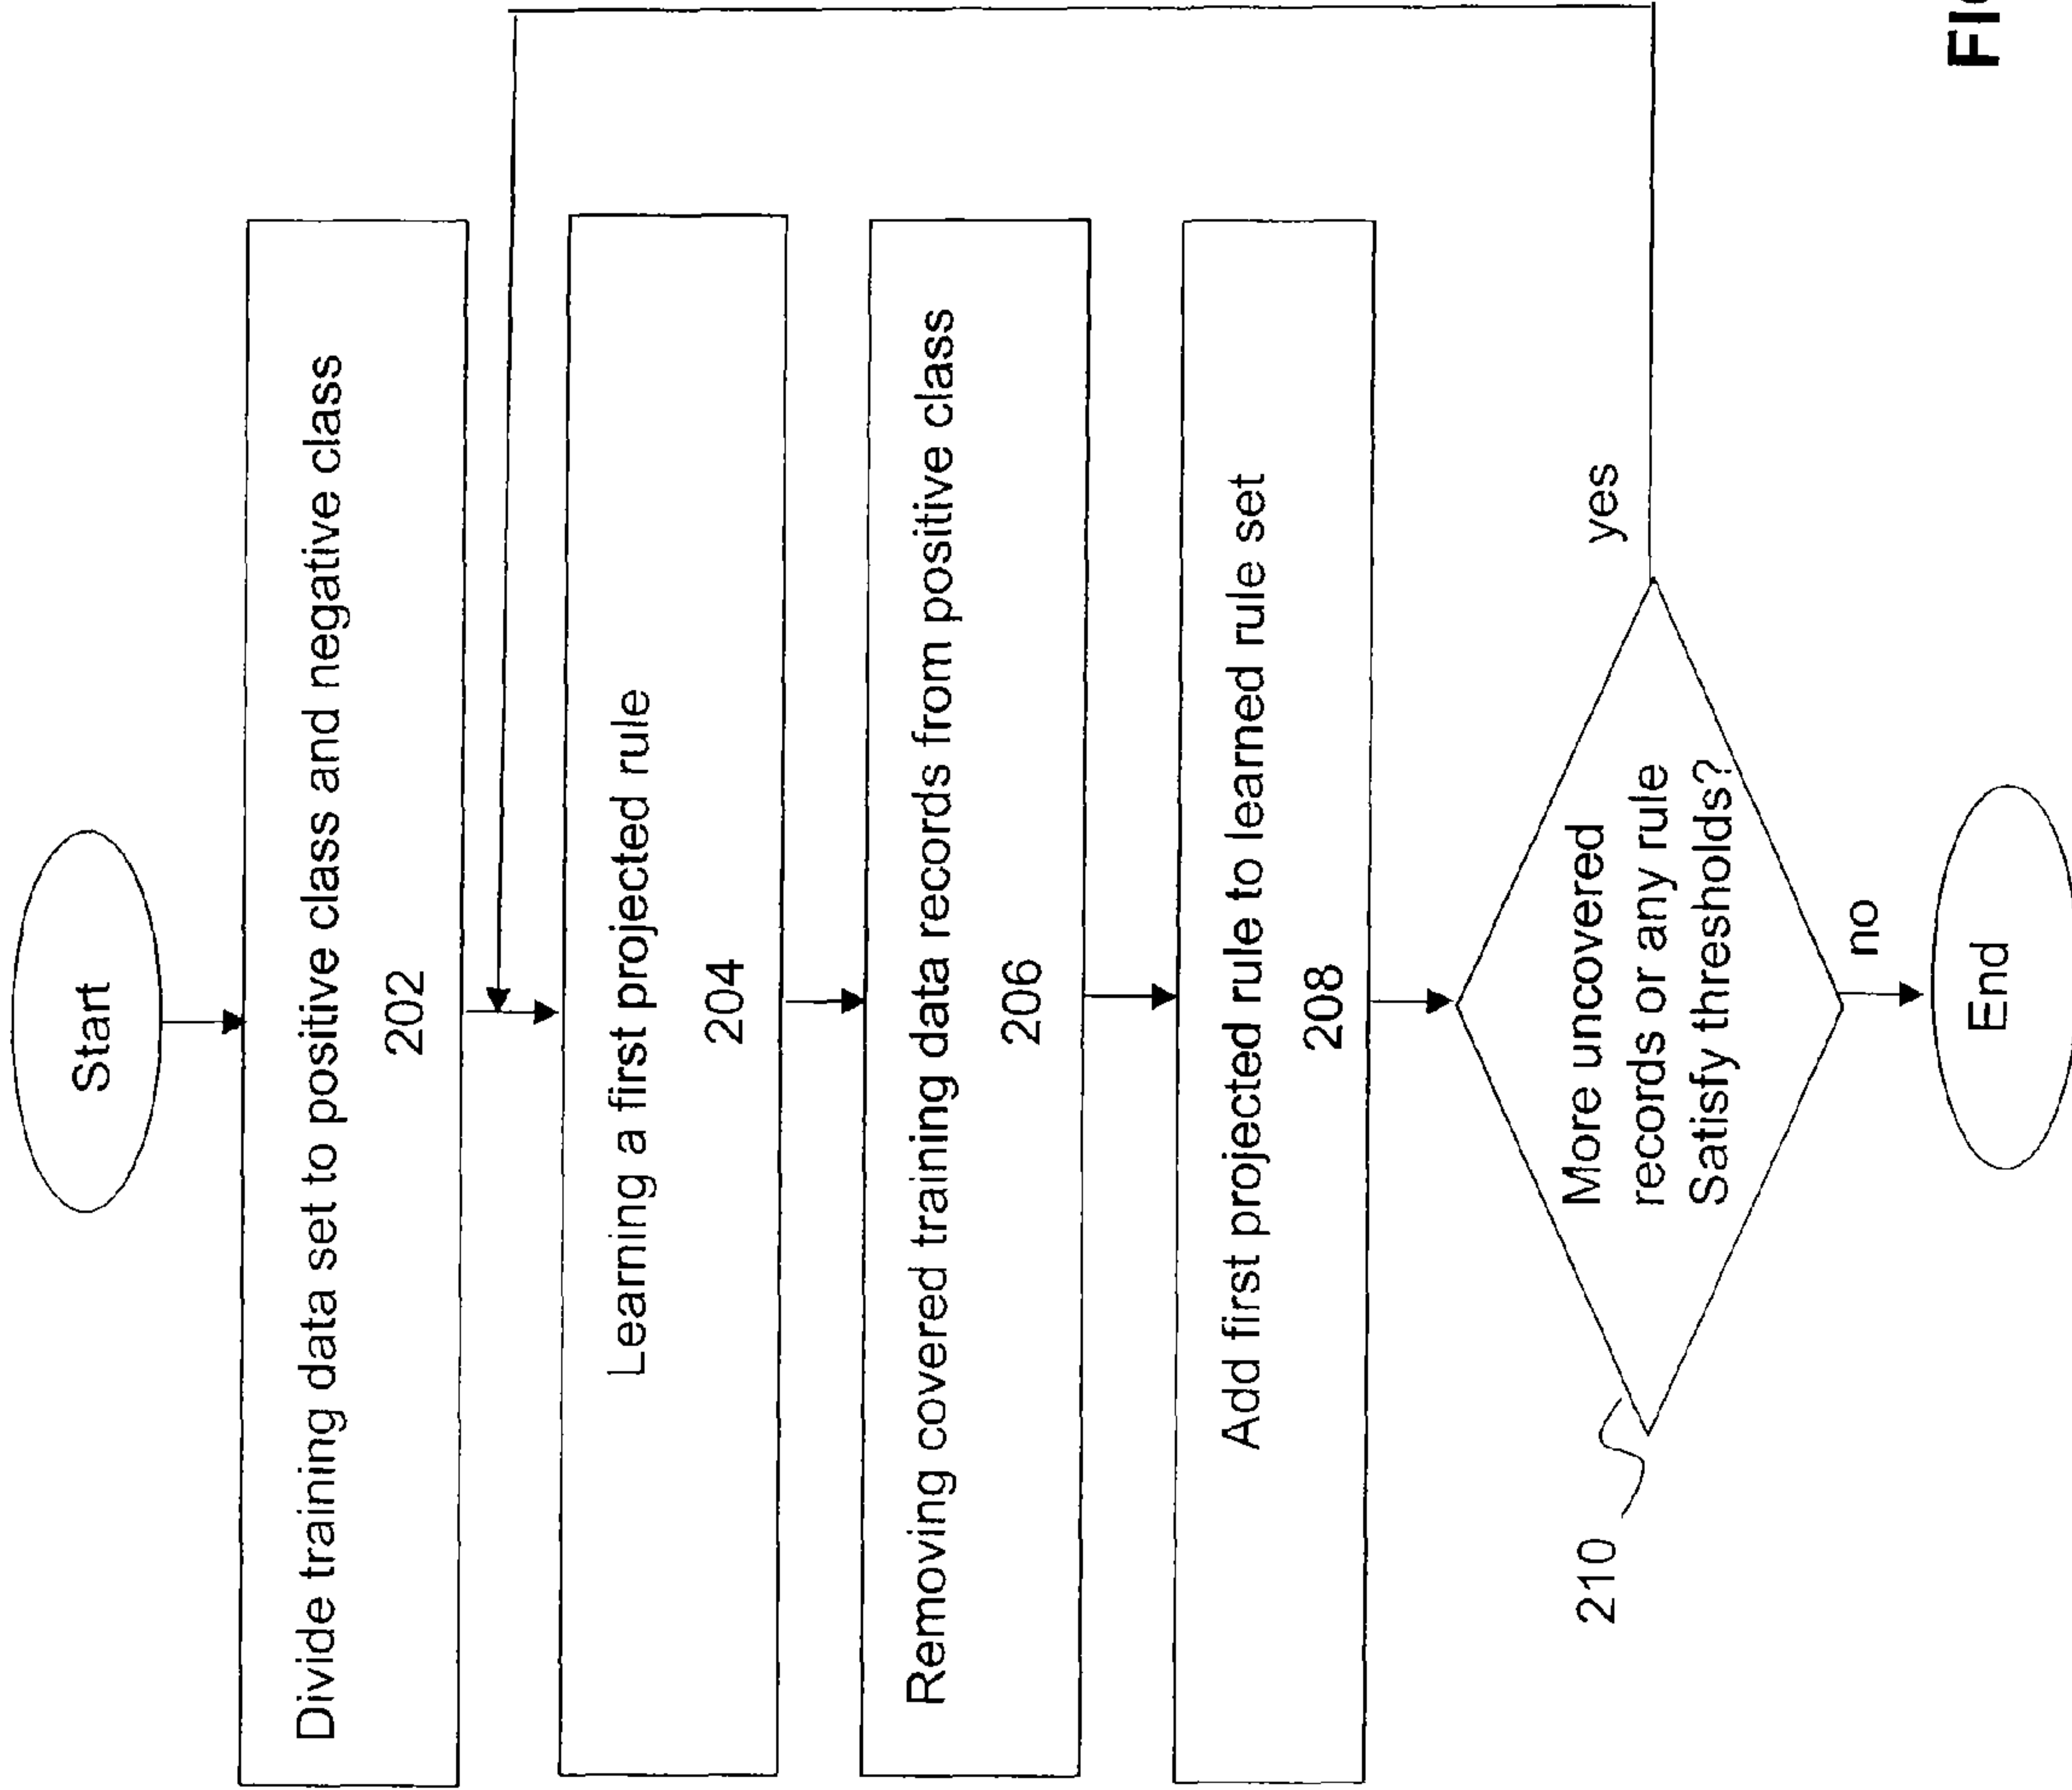 Start
Divide training data set to positive class and negative class
202
Learning a first projected rule
204
Removing covered training data records from positive class
206
Add first projected rule to learned rule set
208
More uncovered
records or any rule
Satisfy thresholds?
yes
210
no
End